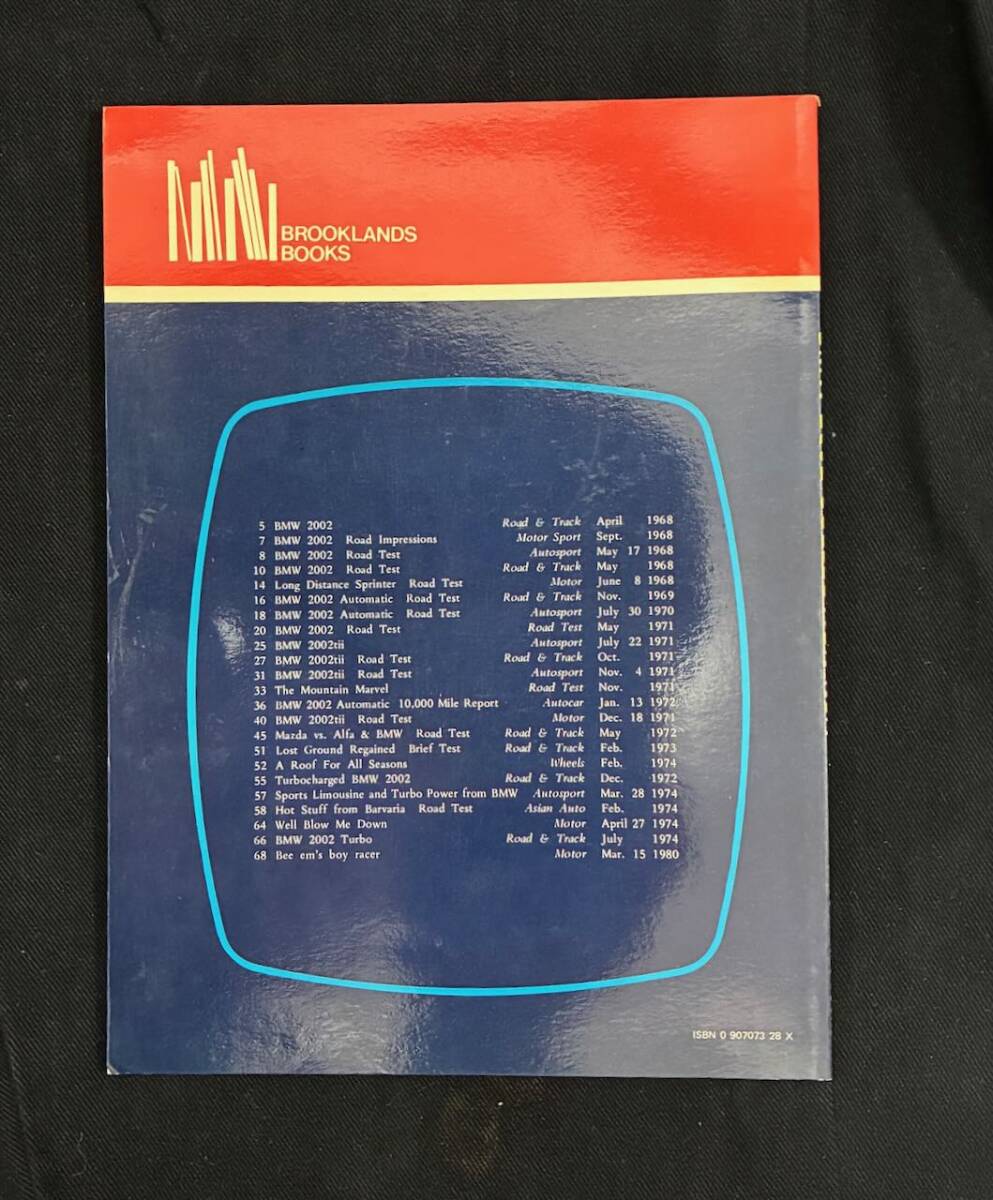 BROOKLANDS
BOOKS
5 BMW 2002 Road & Track April 1968
7 BMW 2002 Road Impressions Motor Sport Sept. 1968
8 BMW 2002 Road Test Autosport May 17 1968
10 BMW 2002 Road Test Road & Track May 1968
14 Long Distance Sprinter Road Test Motor June 8 1968
16 BMW 2002 Automatic Road Test Road & Track Nov. 1969
18 BMW 2002 Automatic Road Test Autosport July 30 1970
20 BMW 2002 Road Test Road Test May 1971
25 BMW 2002tii Autosport July 22 1971
27 BMW 2002tii Road Test Road & Track Oct. 1971
31 BMW 2002tii Road Test Autosport Nov. 4 1971
33 The Mountain Marvel Road Test Nov. 1971
36 BMW 2002 Automatic 10,000 Mile Report Autocar Jan. 13 1972
40 BMW 2002tii Road Test Motor Dec. 18 1971
45 Mazda vs. Alfa & BMW Road Test Road & Track May 1972
51 Lost Ground Regained Brief Test Road & Track Feb. 1973
52 A Roof For All Seasons Wheels Feb. 1974
55 Turbocharged BMW 2002 Road & Track Dec. 1972
57 Sports Limousine and Turbo Power from BMW Autosport Mar. 28 1974
58 Hot Stuff from Barvaria Road Test Asian Auto Feb. 1974
64 Well Blow Me Down Motor April 27 1974
66 BMW 2002 Turbo Road & Track July 1974
68 Bee em's boy racer Motor Mar. 15 1980
ISBN 0 907073 28 X